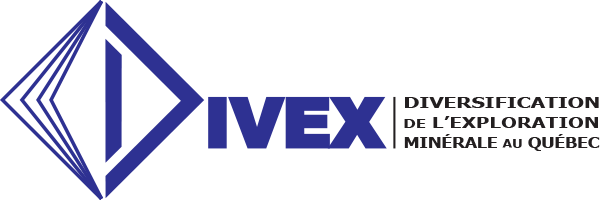 DIVEX
DIVERSIFICATION
DE L'EXPLORATION
MINÉRALE AU QUÉBEC